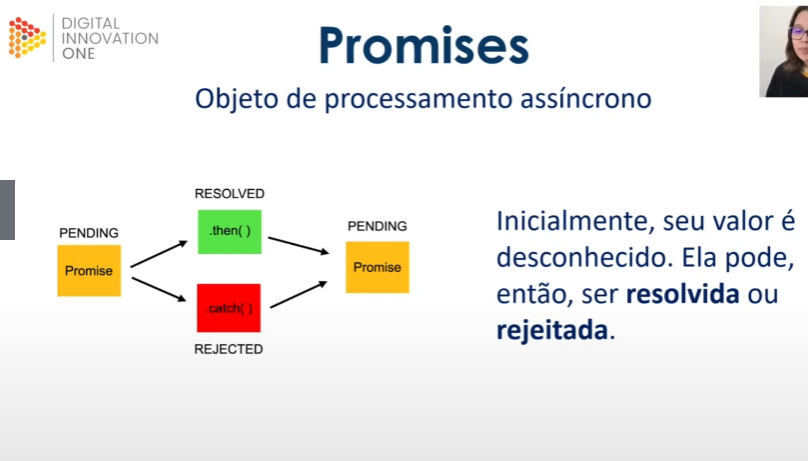 DIGITAL
INNOVATION
ONE
Promises
Objeto de processamento assíncrono
RESOLVED
.then( )
PENDING
Promise
.catch( )
REJECTED
PENDING
Promise
Inicialmente, seu valor é
desconhecido. Ela pode,
então, ser resolvida ou
rejeitada.